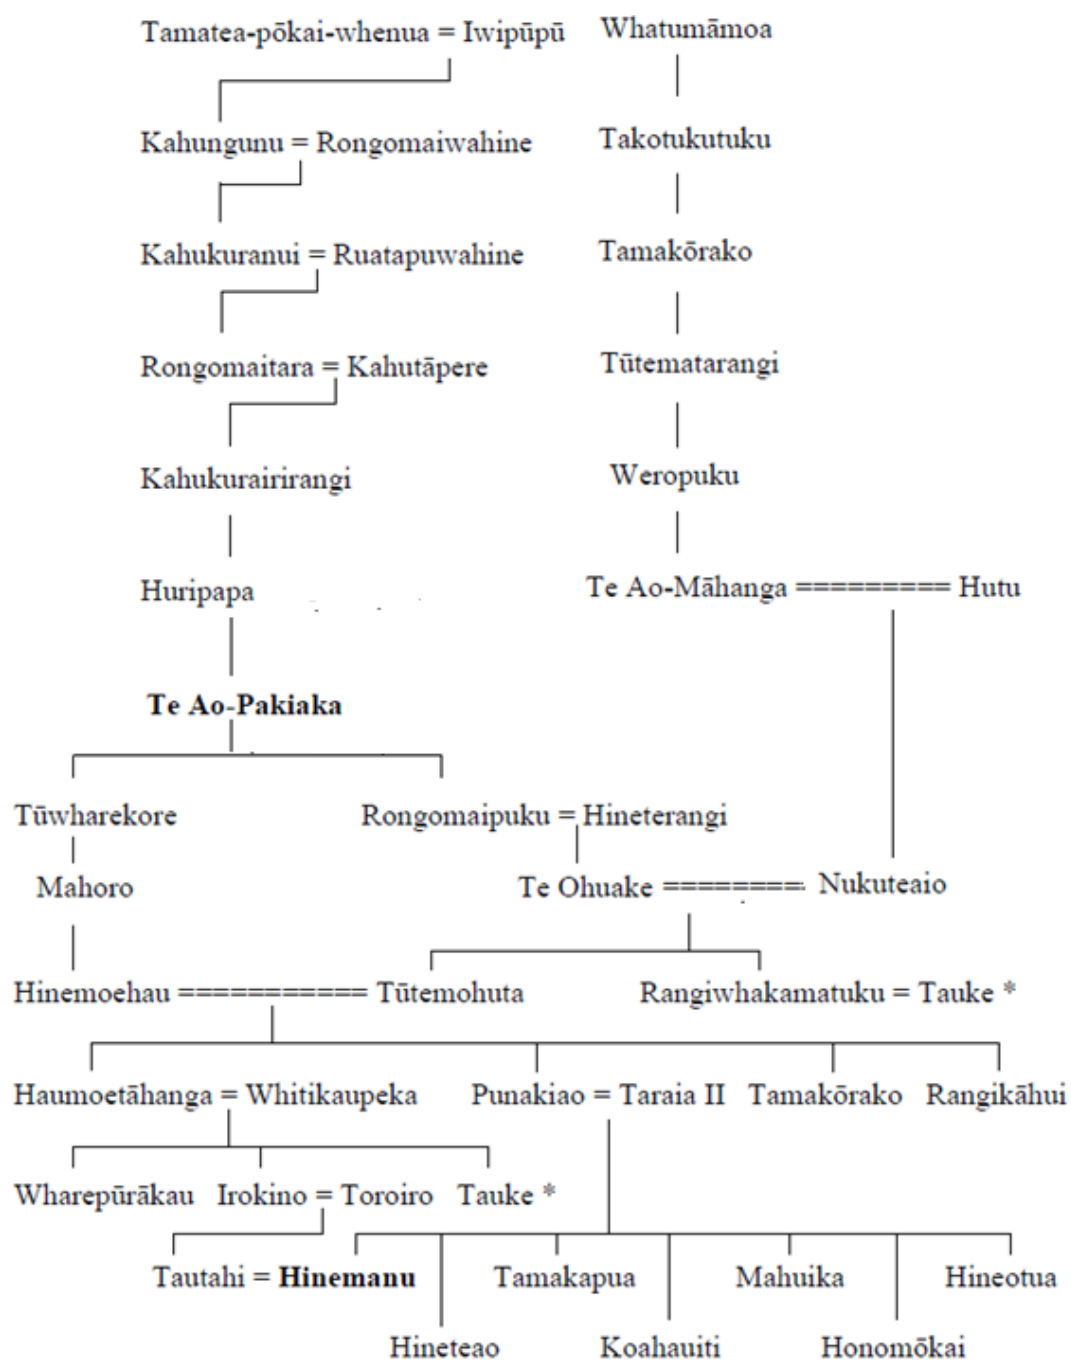 Tamatea-pōkai-whenua = Iwipūpū Whatumāmoa
Kahungunu = Rongomaiwahine Takotukutuku
Kahukuranui = Ruatapuwahine Tamakōrako
Rongomaitara = Kahutāpere Tūtematarangi
Kahukurairirangi Weropuku
Huripapa Te Ao-Māhanga ========= Hutu
Te Ao-Pakiaka
Tūwharekore Rongomaipuku = Hineterangi
Mahoro Te Ohuake ======== Nukuteaio
Hinemoehau =========== Tūtemohuta Rangiwhakamatuku = Tauke *
Haumoetāhanga = Whitikaupeka Punakiao = Taraia II Tamakōrako Rangikāhui
Wharepūrākau Irokino = Toroiro Tauke *
Tautahi = Hinemanu Tamakapua Mahuika Hineotua
Hineteao Koahauiti Honomōkai